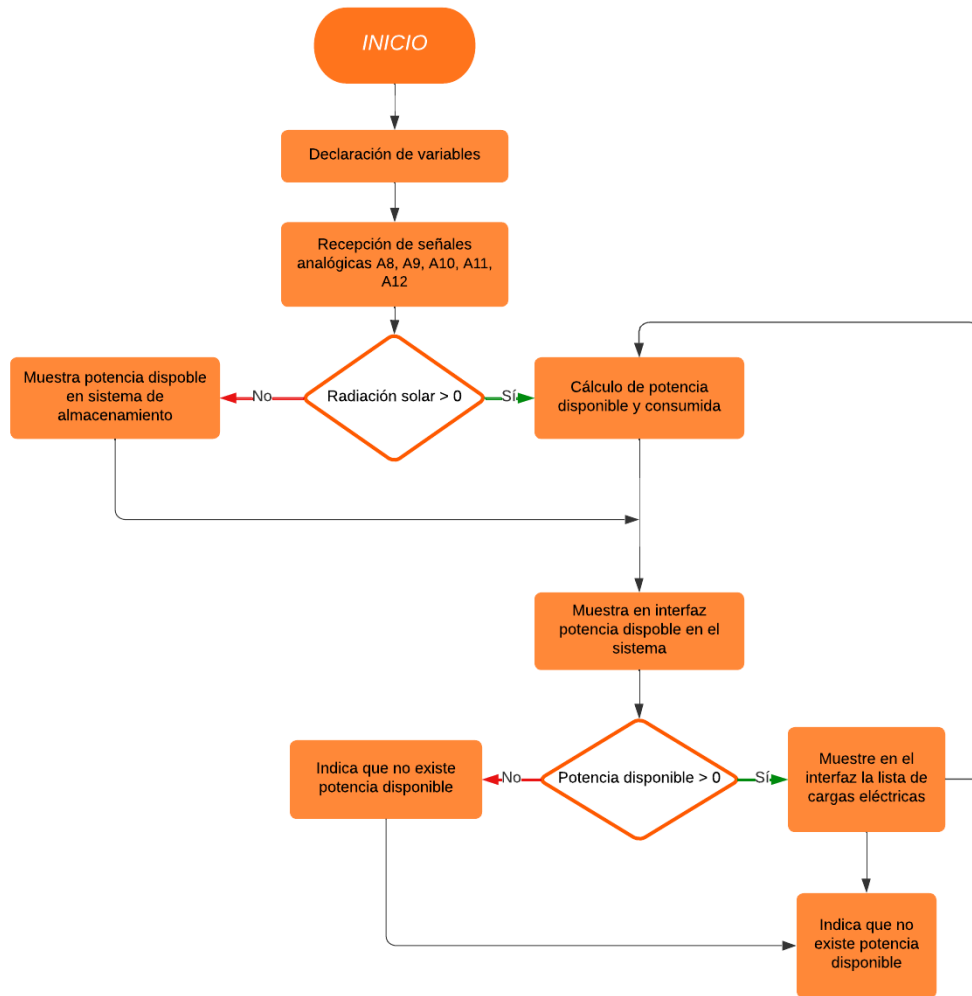 INICIO
Declaración de variables
Recepción de señales
analógicas A8, A9, A10, A11,
A12
Muestra potencia dispoble
en sistema de
almacenamiento
No
Radiación solar > 0
Sí
Cálculo de potencia
disponible y consumida
Muestra en interfaz
potencia dispoble en el
sistema
Indica que no existe
potencia disponible
No
Potencia disponible > 0
Sí
Muestre en el
interfaz la lista de
cargas eléctricas
Indica que no
existe potencia
disponible